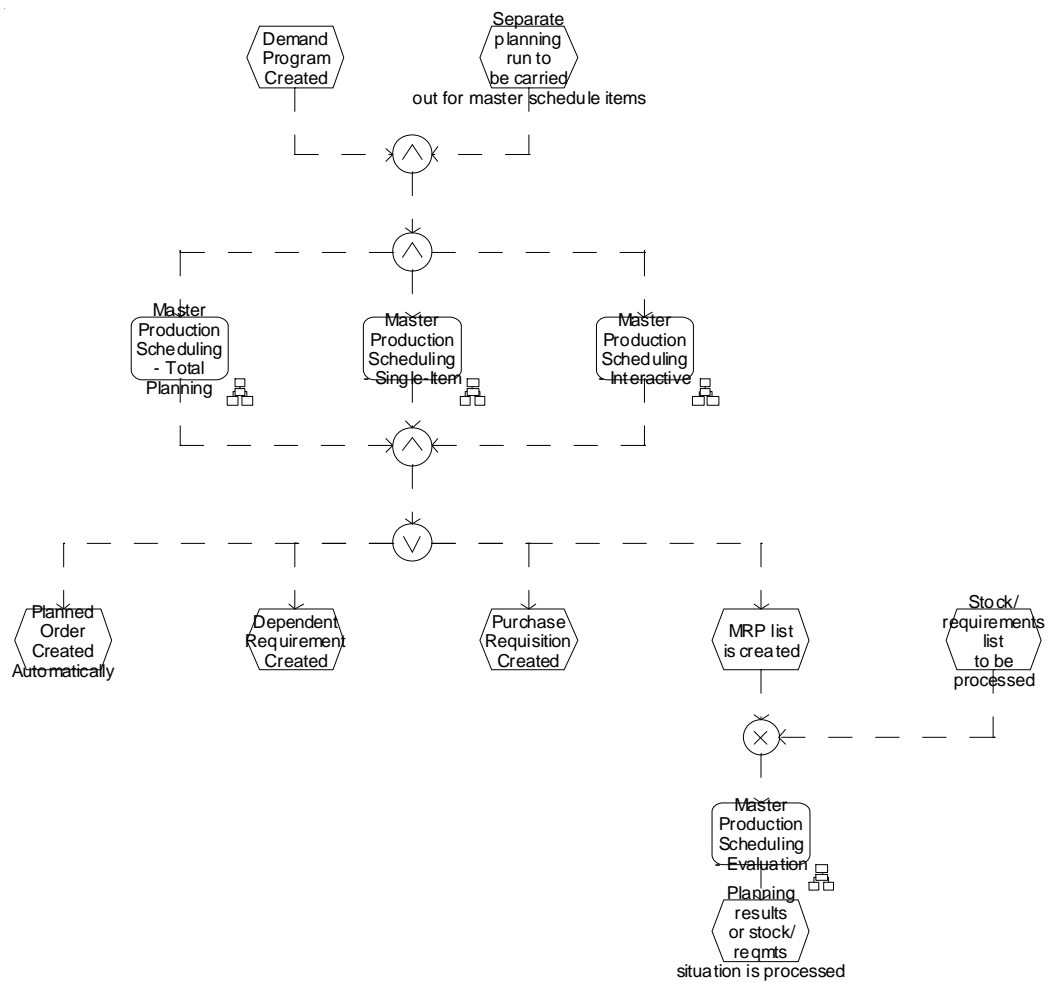 Demand
Program
Created
Separate
planning
run to
be carried
out for master schedule items
Master
Production
Scheduling
- Total
Planning
Master
Production
Scheduling
- Single-Item
Master
Production
Scheduling
- Interactive
Planned
Order
Created
Automatically
Dependent
Requirement
Created
Purchase
Requisition
Created
MRP list
is created
Stock/
requirements
list
to be
processed
Master
Production
Scheduling
- Evaluation
Planning
results
or stock/
reqmts
situation is processed